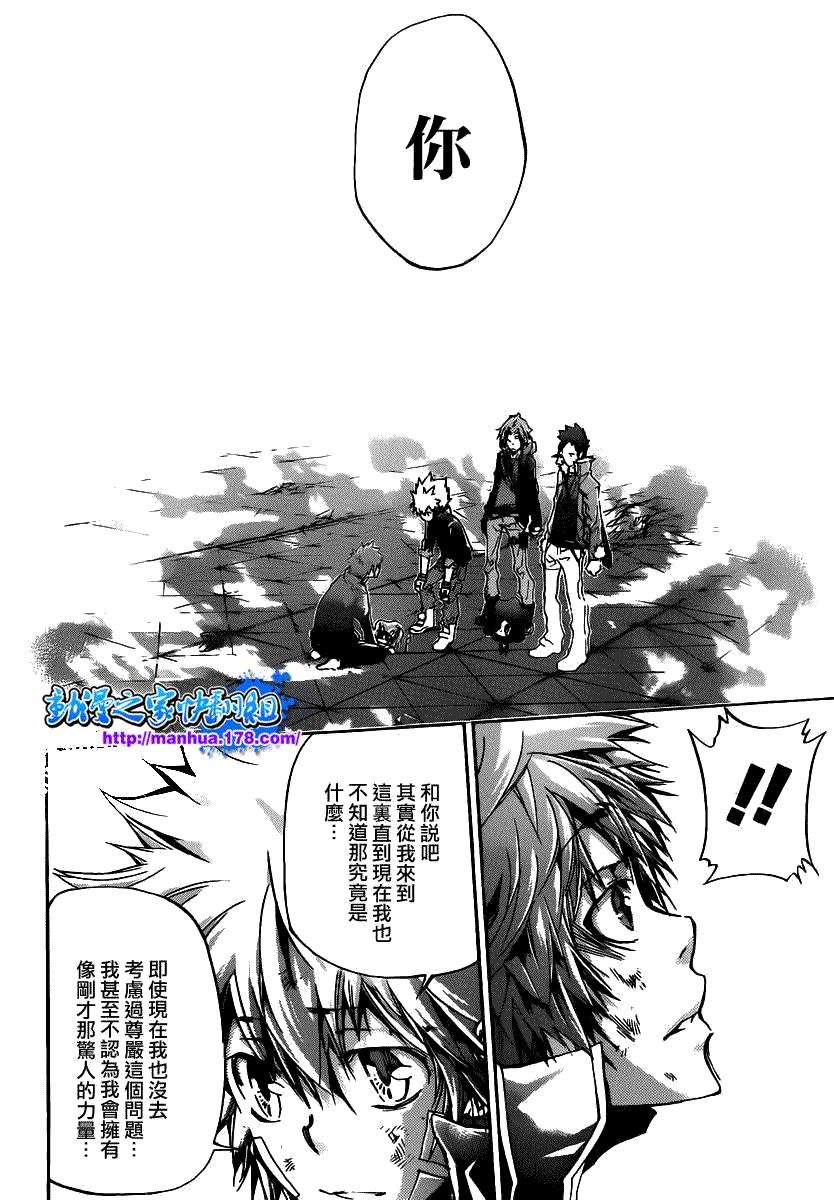 你
動漫之家快翻組
http://manhua.178.com/
!!
和你說吧
其實從我來到
這裏直到現在我也
不知道那究竟是
什麼…
即使現在我也沒去
考慮過尊嚴這個問題…
我甚至不認為我會擁有
像剛才那驚人的力量…